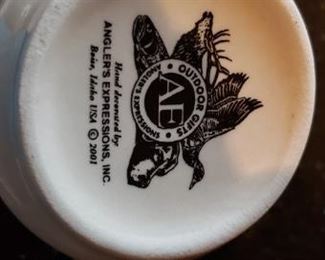 OUTDOOR GIFTS
AE
ANGLER'S EXPRESSIONS
Hand decorated by
ANGLER'S EXPRESSIONS, INC.
Boise, Idaho USA © 2001